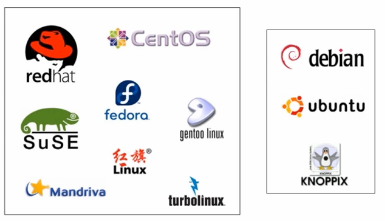 redhat
CentOS
fedora
SuSE
gentoo linux
红旗
Linux
Mandriva
turbolinux
debian
ubuntu
KNOPPIX